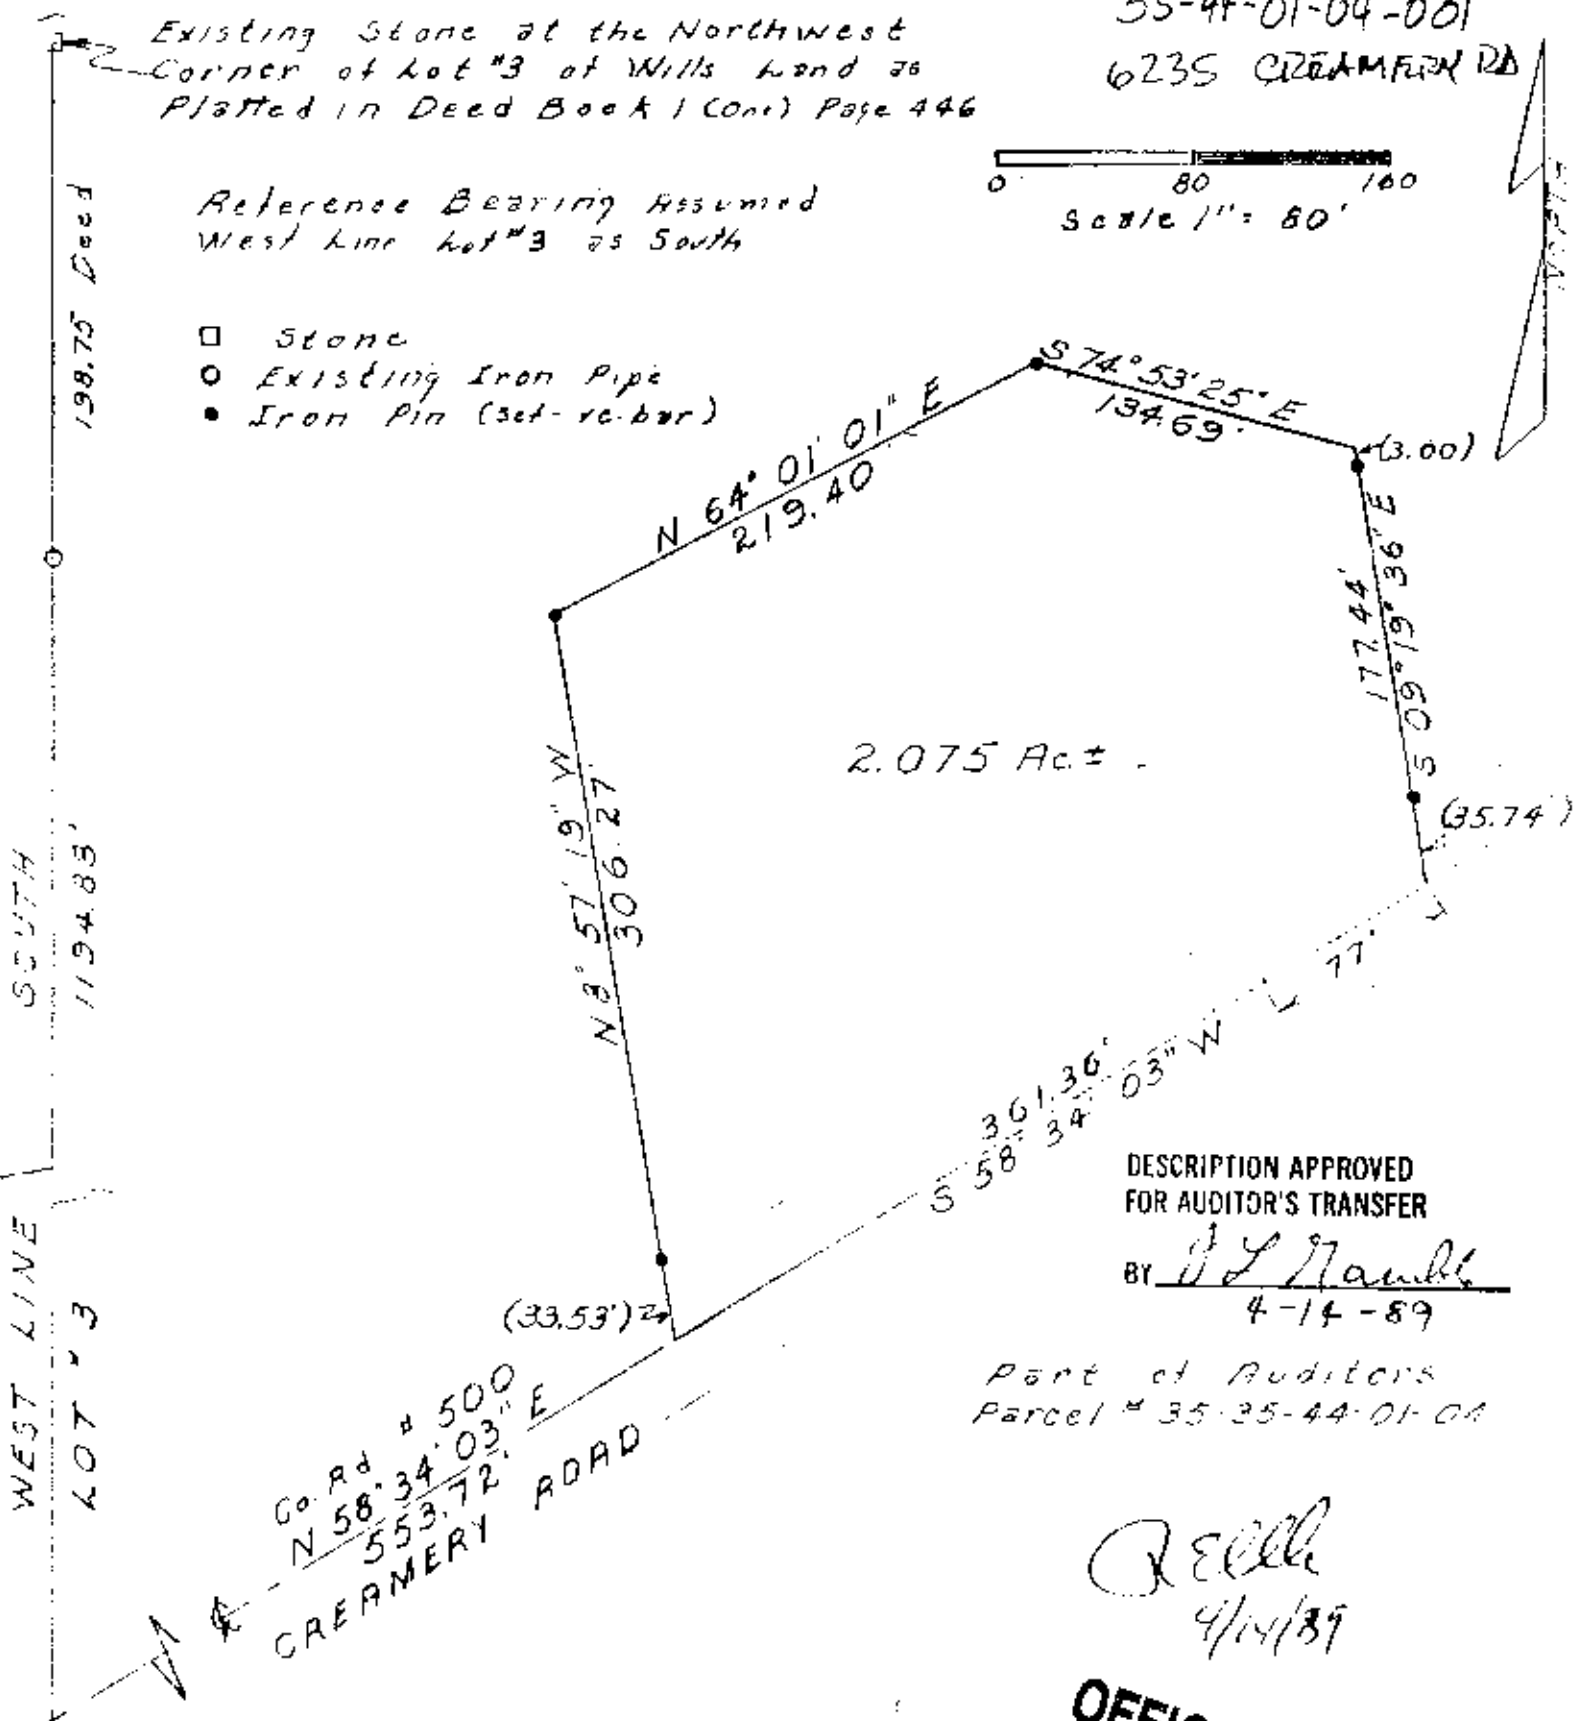 35-44-01-04-001
6235 CREAMERY RD
Existing Stone at the Northwest
Corner of Lot #3 of Wills Land as
Platted in Deed Book 1 (One) Page 446
0 80 160
Scale 1" = 80'
NORTH
Reference Bearing Assumed
West Line Lot #3 as South
198.75 Deed
□ Stone
○ Existing Iron Pipe
● Iron Pin (set-re-bar)
S 74° 53' 25" E
134.69'
(3.00)
N 64° 01' 01" E
219.40'
177.44'
S 09° 19' 36" E
2.075 Ac. ±
(35.74')
N 8° 57' 19" W
306.27'
SOUTH
1194.83'
77'
361.36'
S 58° 34' 03" W
DESCRIPTION APPROVED
FOR AUDITOR'S TRANSFER
BY
4-14-89
(33.53')
WEST LINE
LOT #3
Part of Auditors
Parcel # 35-35-44-01-04
Co. Rd # 500
N 58° 34' 03" E
553.72'
CREAMERY ROAD
4/14/89